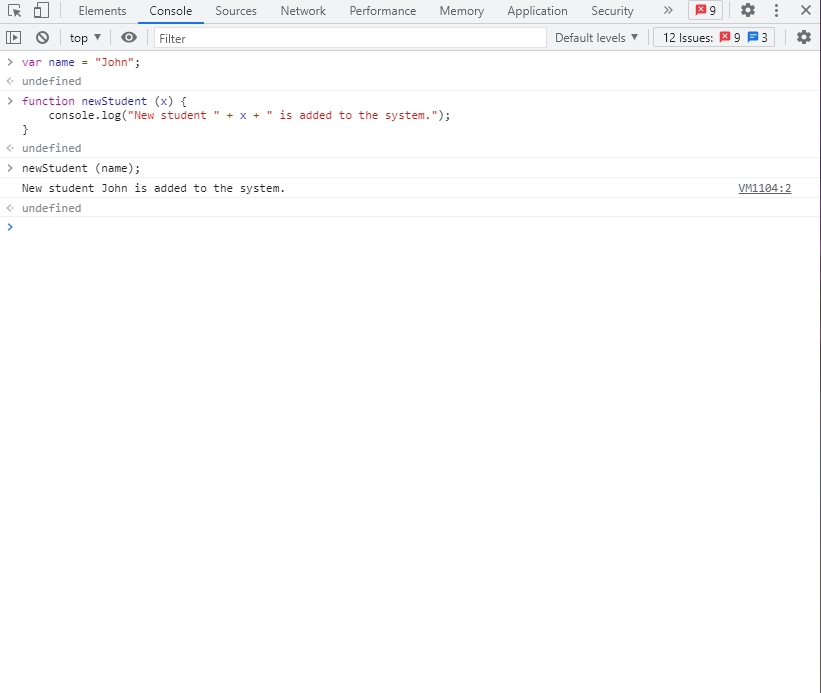 Elements Console Sources Network Performance Memory Application Security » 9
top ▼ Filter Default levels ▼ 12 Issues: 9 3
> var name = "John";
undefined
> function newStudent (x) {
console.log("New student " + x + " is added to the system.");
}
undefined
> newStudent (name);
New student John is added to the system. VM1104:2
undefined
>